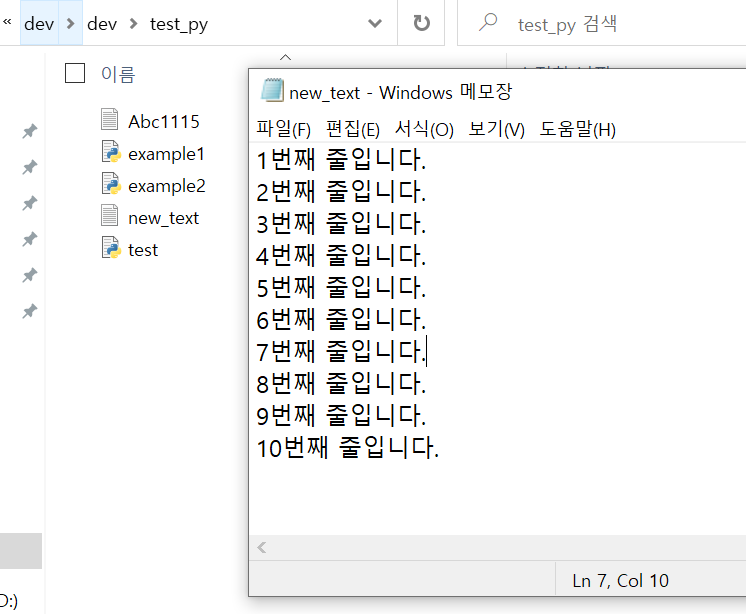 « dev > dev > test_py
test_py 검색
이름
Abc1115
example1
example2
new_text
test
new_text - Windows 메모장
파일(F) 편집(E) 서식(O) 보기(V) 도움말(H)
1번째 줄입니다.
2번째 줄입니다.
3번째 줄입니다.
4번째 줄입니다.
5번째 줄입니다.
6번째 줄입니다.
7번째 줄입니다.
8번째 줄입니다.
9번째 줄입니다.
10번째 줄입니다.
Ln 7, Col 10
D:)